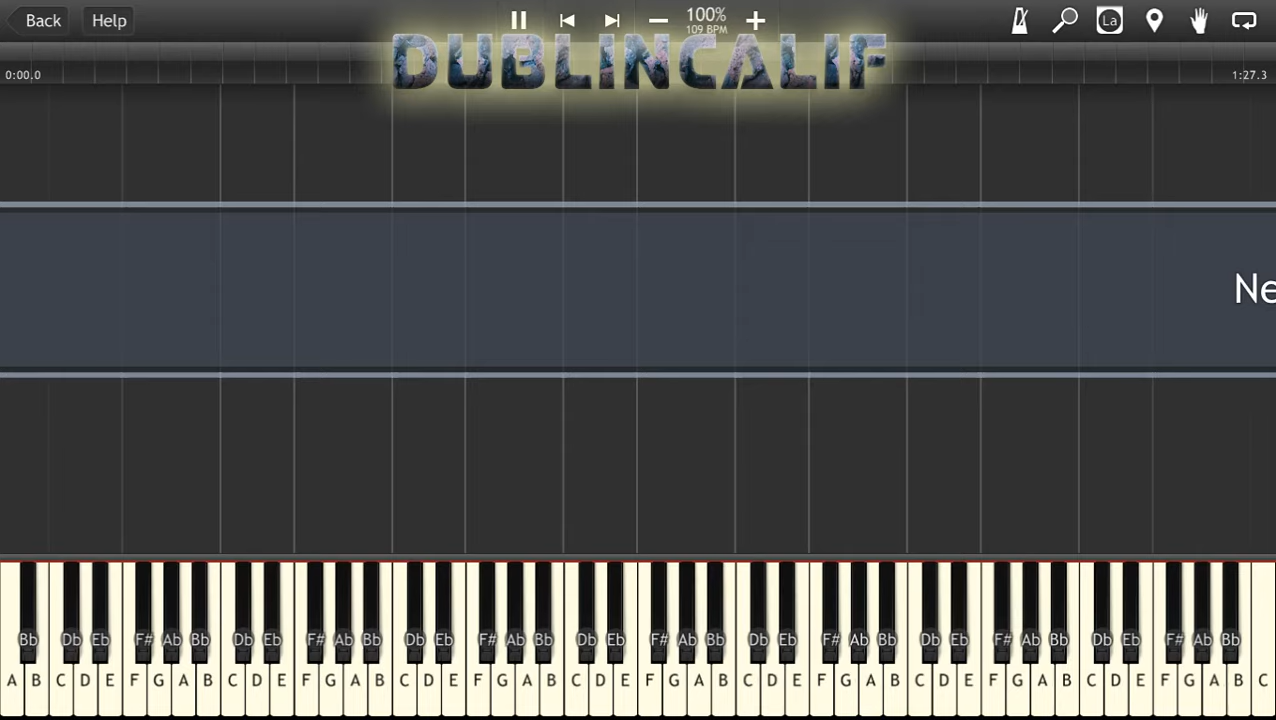 Back Help 100%
109 BPM
La
DUBLINCALIF
0:00.0 1:27.3
Ne
Bb Db Eb F# Ab Bb Db Eb F# Ab Bb Db Eb F# Ab Bb Db Eb F# Ab Bb Db Eb F# Ab Bb Db Eb F# Ab Bb Db Eb F# Ab Bb
A B C D E F G A B C D E F G A B C D E F G A B C D E F G A B C D E F G A B C D E F G A B C D E F G A B C